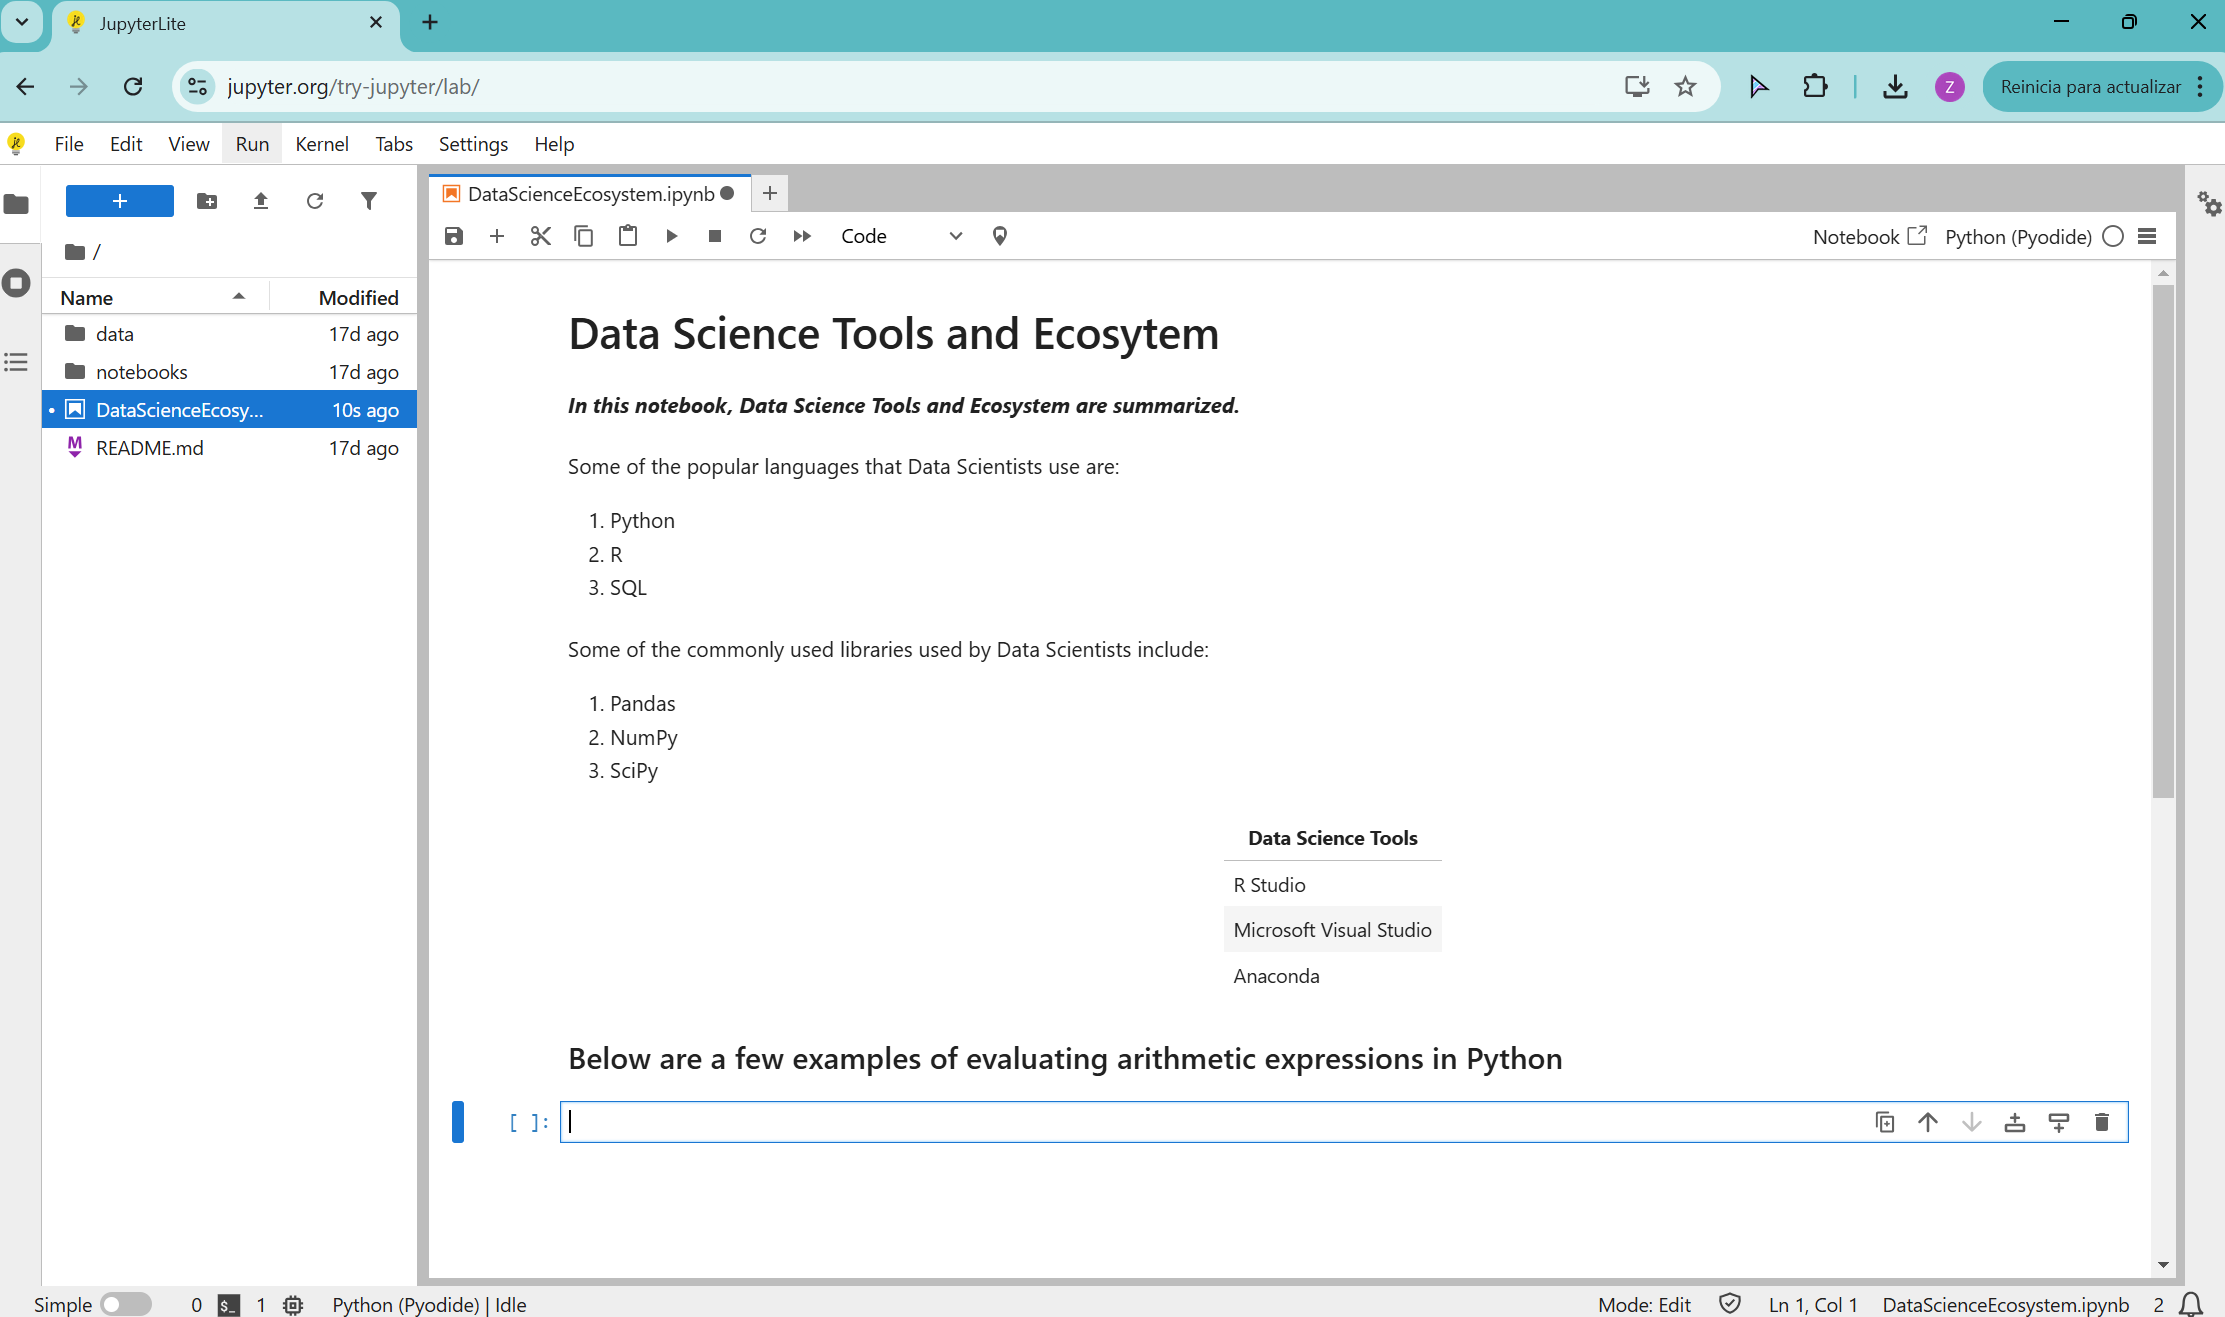 JupyterLite
jupyter.org/try-jupyter/lab/
Z
Reinicia para actualizar
File Edit View Run Kernel Tabs Settings Help
DataScienceEcosystem.ipynb
Code
Notebook
Python (Pyodide)
/
Name Modified
data 17d ago
notebooks 17d ago
DataScienceEcosy... 10s ago
README.md 17d ago
Data Science Tools and Ecosytem
In this notebook, Data Science Tools and Ecosystem are summarized.
Some of the popular languages that Data Scientists use are:
1. Python
2. R
3. SQL
Some of the commonly used libraries used by Data Scientists include:
1. Pandas
2. NumPy
3. SciPy
Data Science Tools
R Studio
Microsoft Visual Studio
Anaconda
Below are a few examples of evaluating arithmetic expressions in Python
[ ]:
Simple 0 $_ 1 Python (Pyodide) | Idle Mode: Edit Ln 1, Col 1 DataScienceEcosystem.ipynb 2